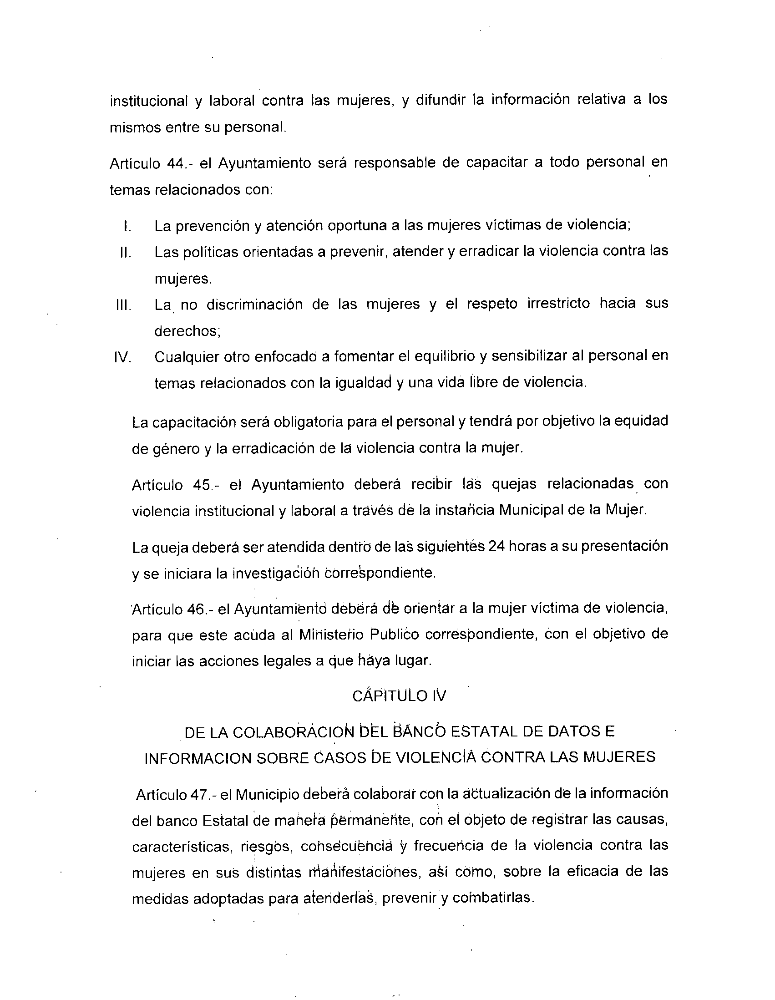 institucional y laboral contra las mujeres, y difundir la información relativa a los
mismos entre su personal.
Artículo 44.- el Ayuntamiento será responsable de capacitar a todo personal en
temas relacionados con:
I. La prevención y atención oportuna a las mujeres víctimas de violencia;
II. Las políticas orientadas a prevenir, atender y erradicar la violencia contra las
mujeres.
III. La no discriminación de las mujeres y el respeto irrestricto hacia sus
derechos;
IV. Cualquier otro enfocado a fomentar el equilibrio y sensibilizar al personal en
temas relacionados con la igualdad y una vida libre de violencia.
La capacitación será obligatoria para el personal y tendrá por objetivo la equidad
de género y la erradicación de la violencia contra la mujer.
Artículo 45.- el Ayuntamiento deberá recibir las quejas relacionadas con
violencia institucional y laboral a través de la instancia Municipal de la Mujer.
La queja deberá ser atendida dentro de las siguientes 24 horas a su presentación
y se iniciara la investigación correspondiente.
Artículo 46.- el Ayuntamiento deberá de orientar a la mujer víctima de violencia,
para que este acuda al Ministerio Publico correspondiente, con el objetivo de
iniciar las acciones legales a que haya lugar.
CAPITULO IV
DE LA COLABORACION DEL BANCO ESTATAL DE DATOS E
INFORMACION SOBRE CASOS DE VIOLENCIA CONTRA LAS MUJERES
Artículo 47.- el Municipio deberá colaborar con la actualización de la información
del banco Estatal de manera permanente, con el objeto de registrar las causas,
características, riesgos, consecuencia y frecuencia de la violencia contra las
mujeres en sus distintas manifestaciones, así como, sobre la eficacia de las
medidas adoptadas para atenderlas, prevenir y combatirlas.